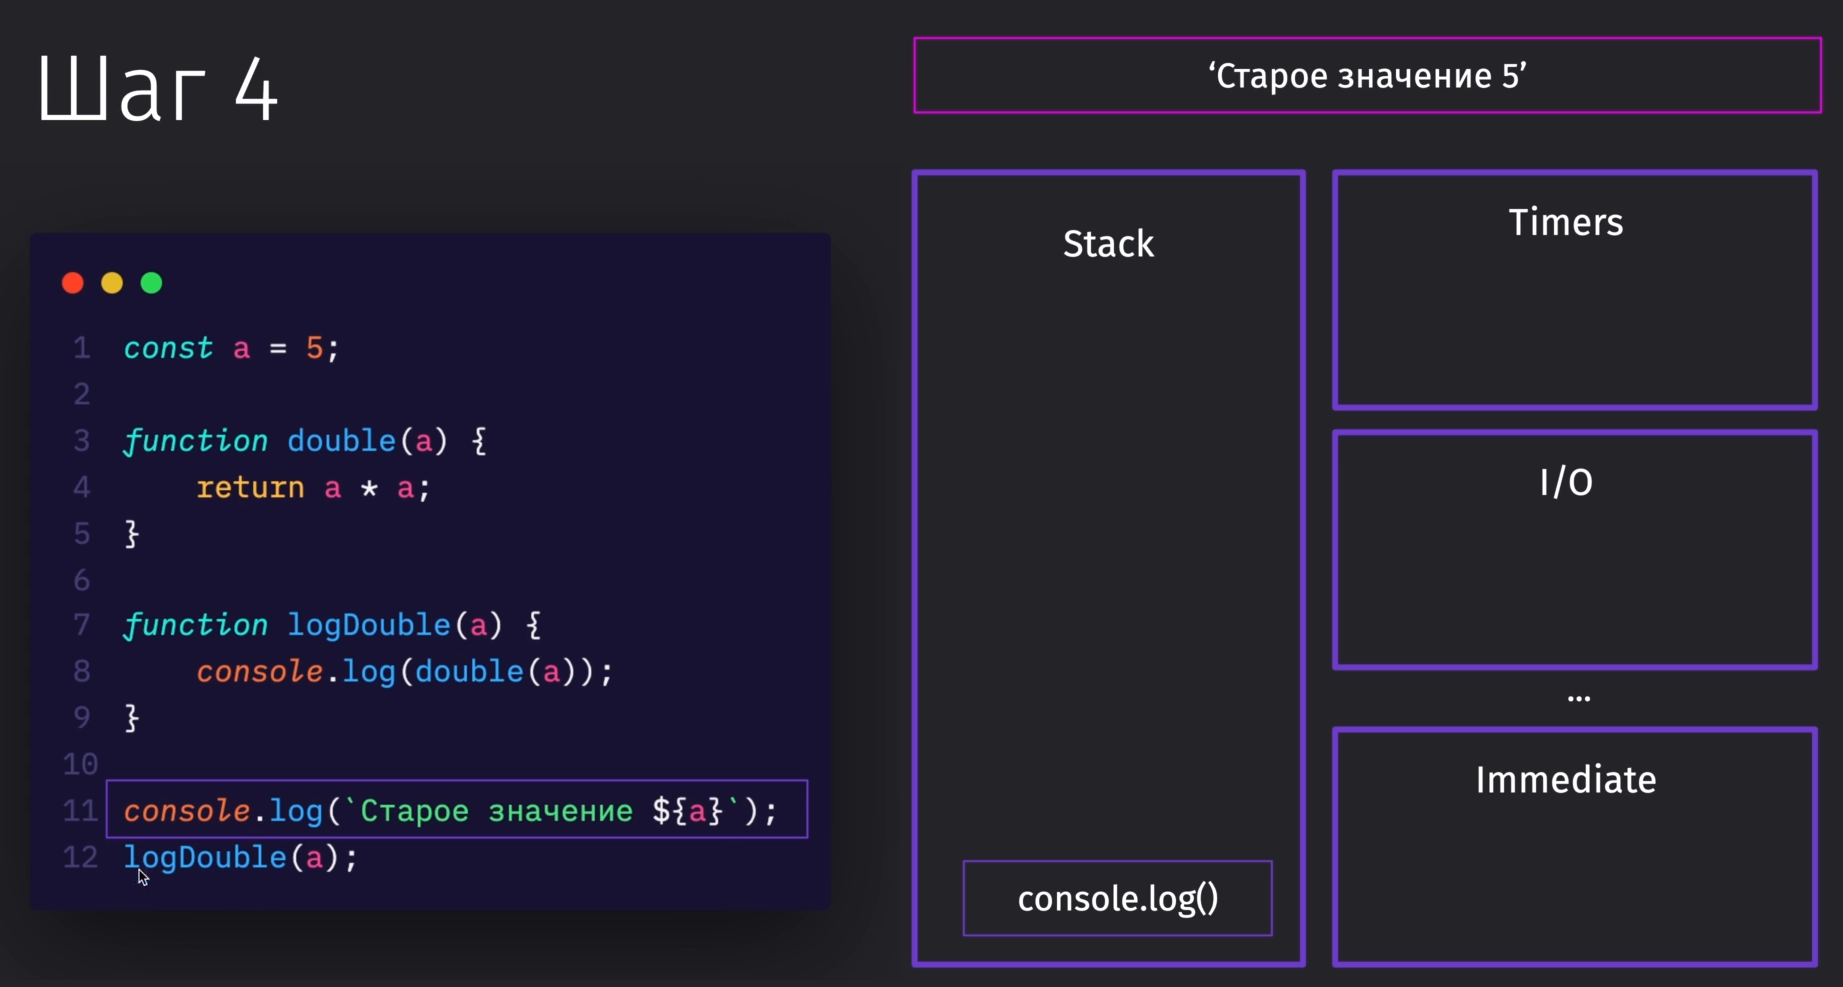 Шаг 4
‘Старое значение 5’
1 const a = 5;
2
3 function double(a) {
4     return a * a;
5 }
6
7 function logDouble(a) {
8     console.log(double(a));
9 }
10
11 console.log(`Старое значение ${a}`);
12 logDouble(a);
Stack
console.log()
Timers
I/O
...
Immediate